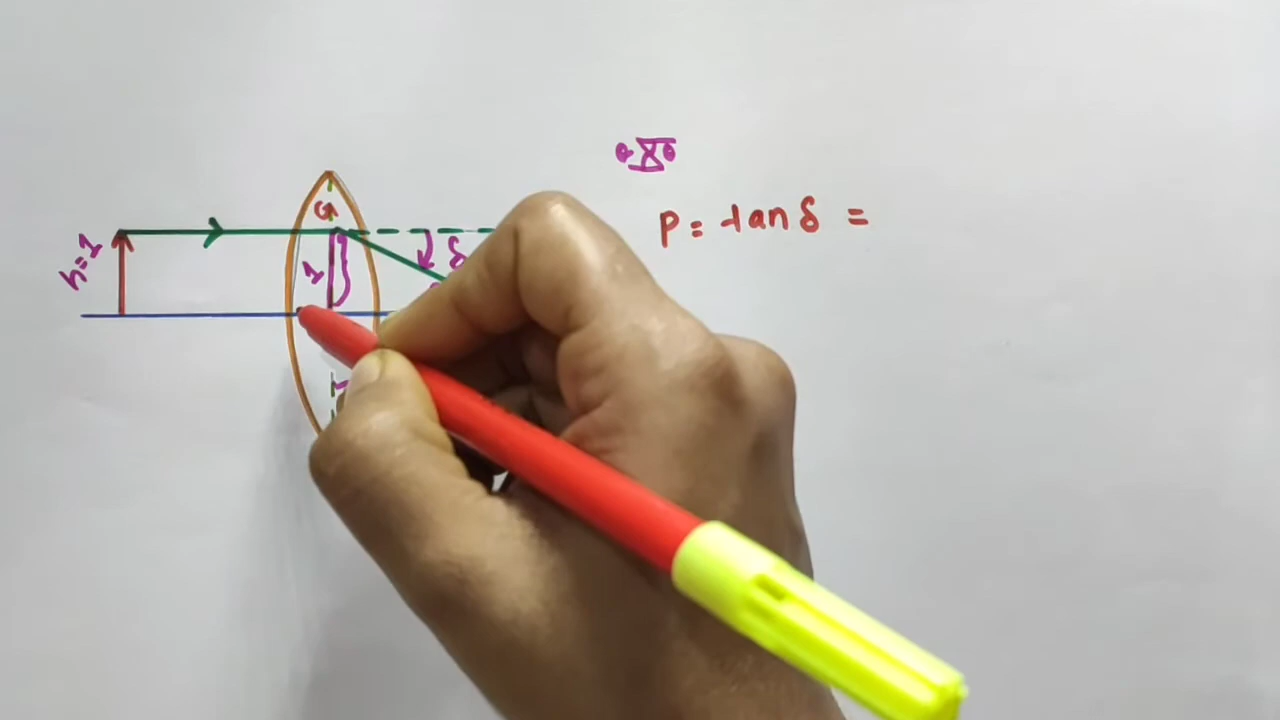 P = tan δ =
h=1
1
δ